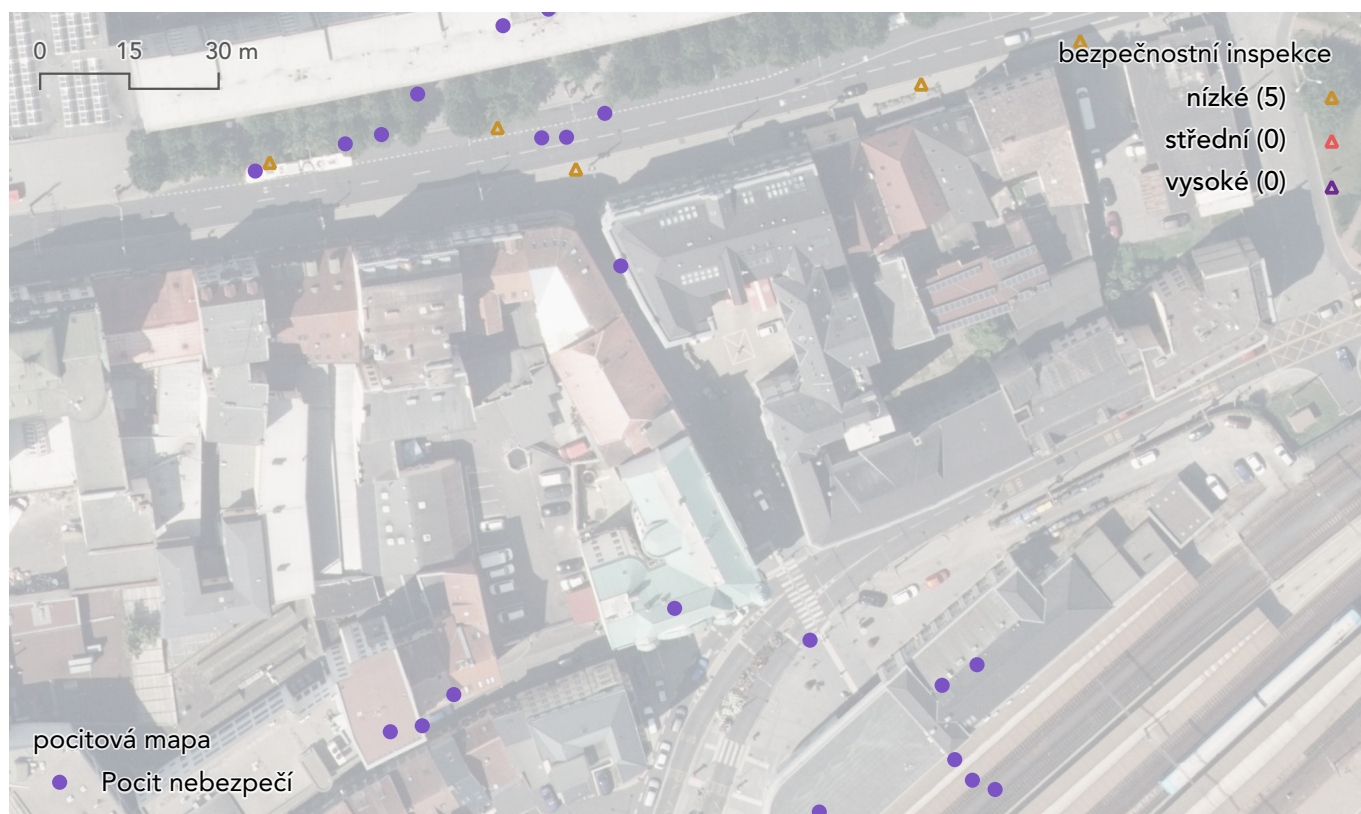 0 15 30 m
bezpečnostní inspekce
nízké (5)
střední (0)
vysoké (0)
pocitová mapa
Pocit nebezpečí